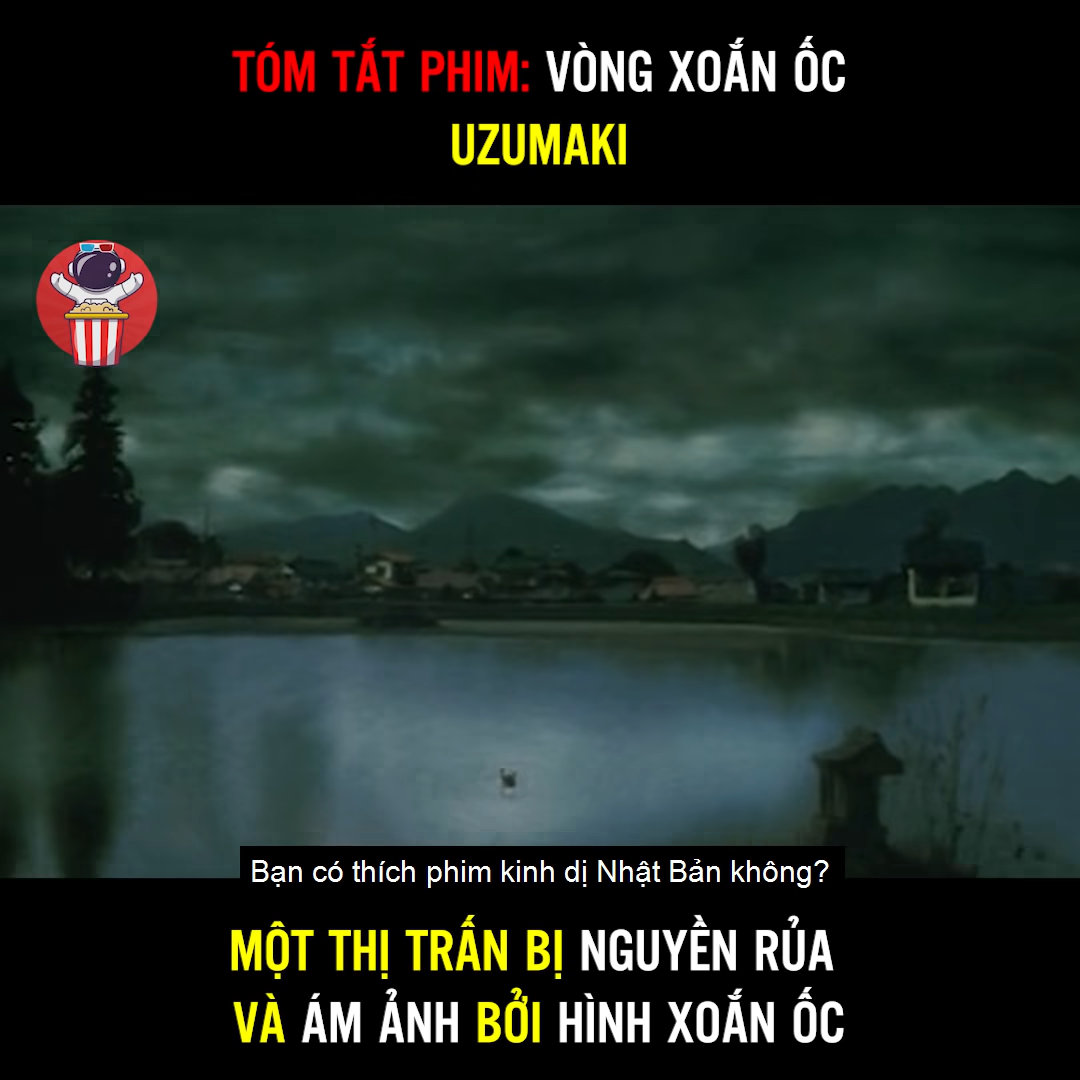 TÓM TẮT PHIM: VÒNG XOẮN ỐC
UZUMAKI
Bạn có thích phim kinh dị Nhật Bản không?
MỘT THỊ TRẤN BỊ NGUYỀN RỦA
VÀ ÁM ẢNH BỞI HÌNH XOẮN ỐC